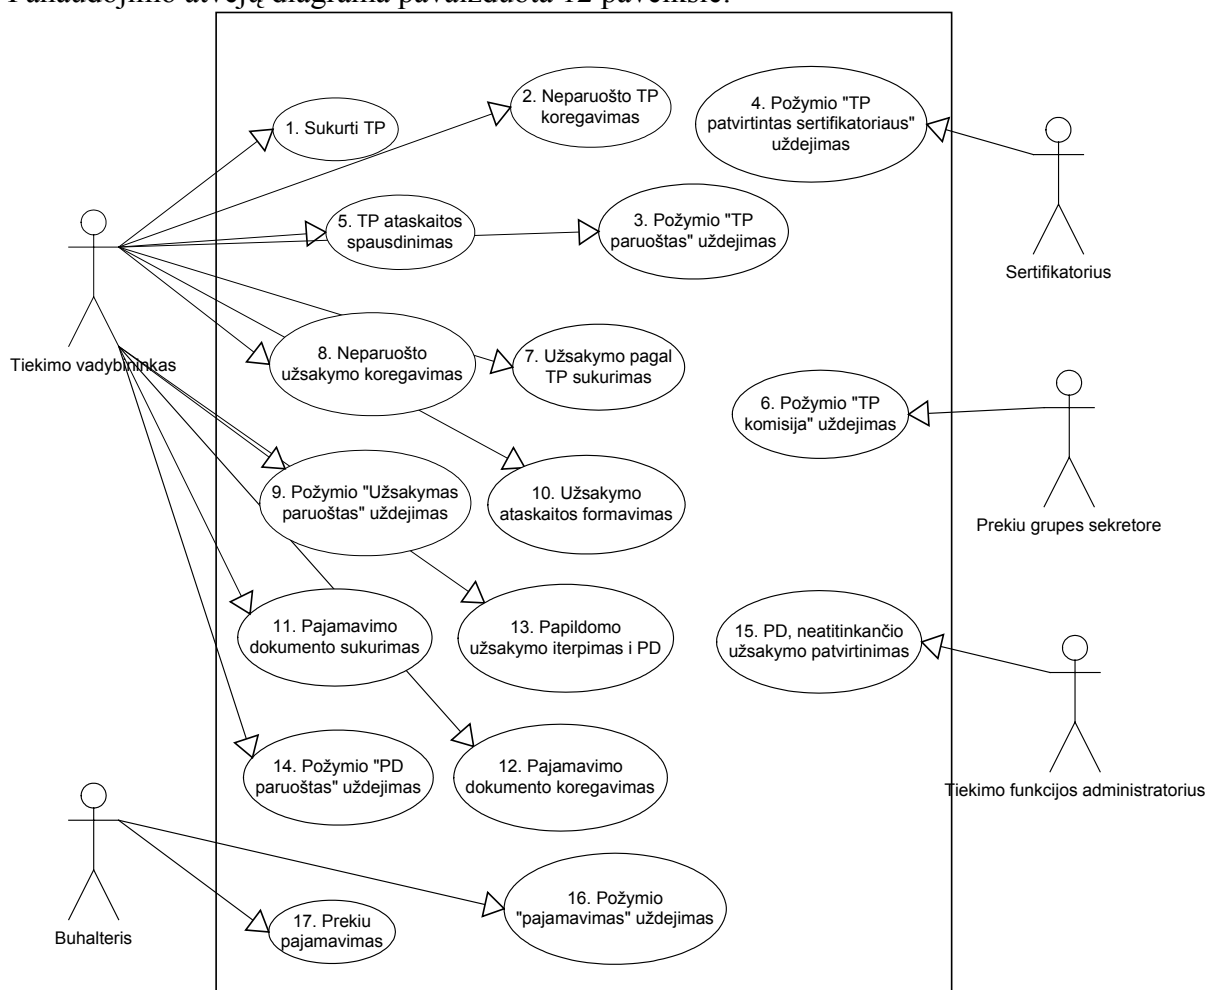 Panaudojimo atvejų diagrama pavaizduota 12 paveiksle.
2. Neparuošto TP
koregavimas
4. Požymio "TP
patvirtintas sertifikatoriaus"
uždejimas
1. Sukurti TP
5. TP ataskaitos
spausdinimas
3. Požymio "TP
paruoštas" uždejimas
Sertifikatorius
Tiekimo vadybininkas
8. Neparuošto
užsakymo koregavimas
7. Užsakymo pagal
TP sukurimas
6. Požymio "TP
komisija" uždejimas
9. Požymio "Užsakymas
paruoštas" uždejimas
10. Užsakymo
ataskaitos formavimas
Prekiu grupes sekretore
11. Pajamavimo
dokumento sukurimas
13. Papildomo
užsakymo iterpimas i PD
15. PD, neatitinkančio
užsakymo patvirtinimas
14. Požymio "PD
paruoštas" uždejimas
12. Pajamavimo
dokumento koregavimas
Tiekimo funkcijos administratorius
16. Požymio
"pajamavimas" uždejimas
17. Prekiu
pajamavimas
Buhalteris